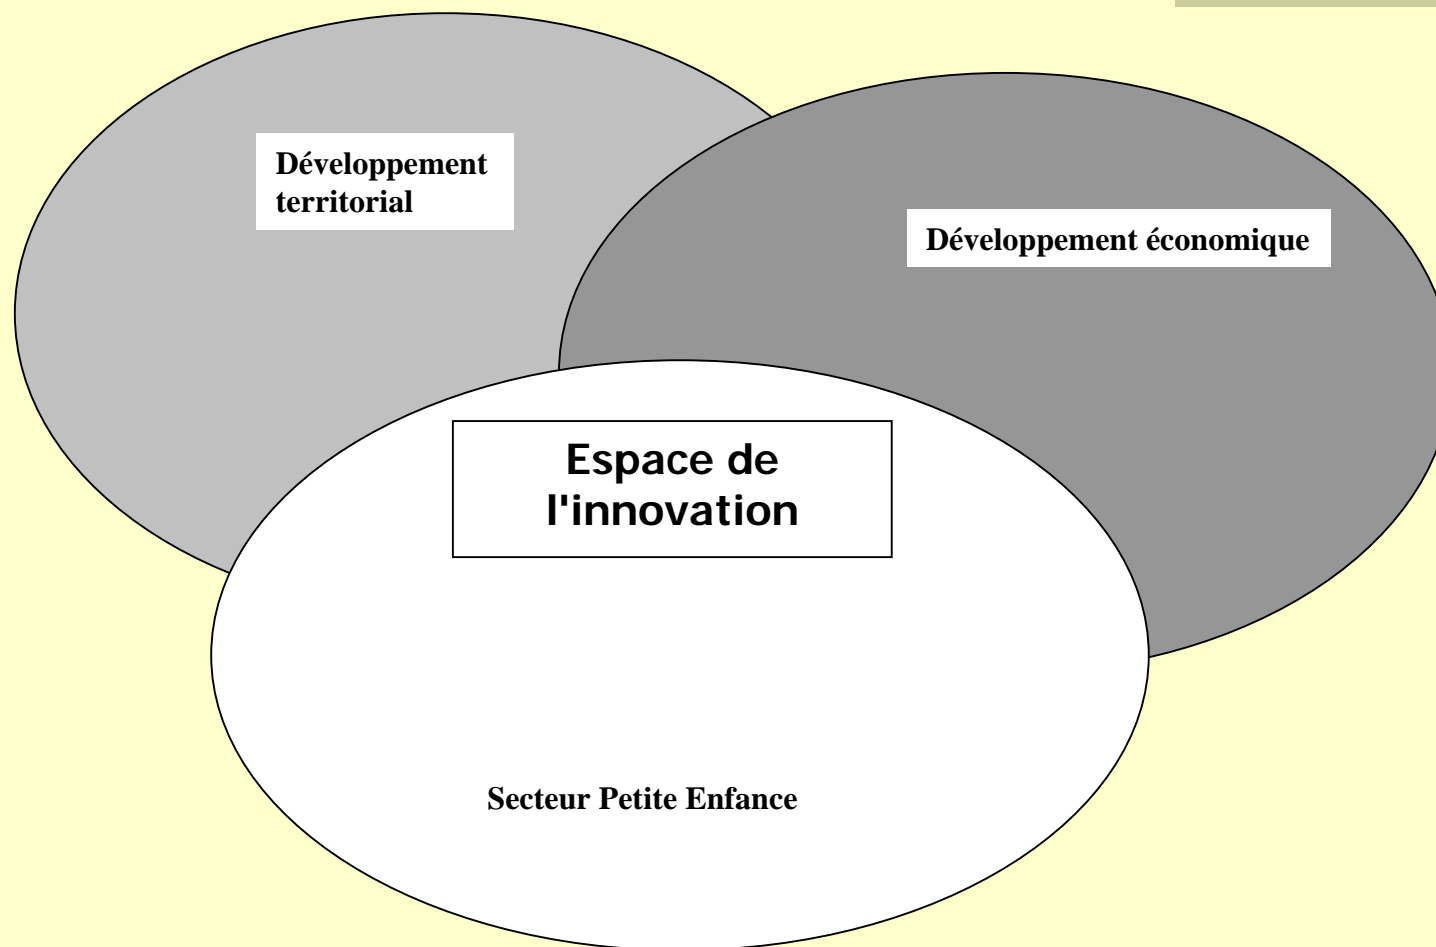 Développement
territorial
Développement économique
Espace de
l'innovation
Secteur Petite Enfance